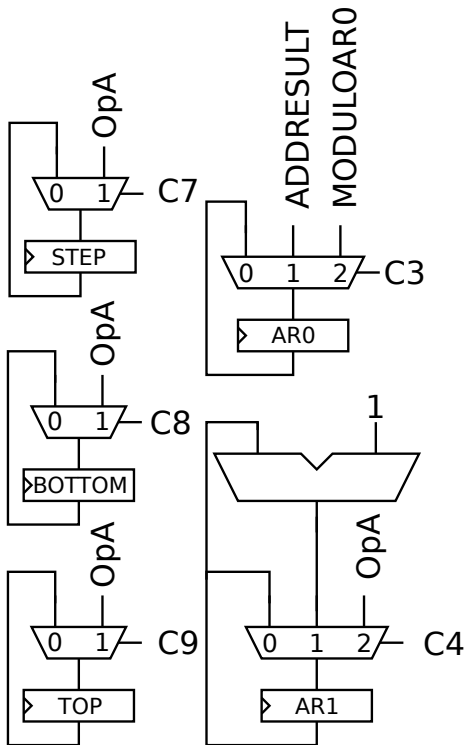 OpA
0 1 C7
STEP
ADDRESULT
MODULOAR0
0 1 2 C3
AR0
OpA
0 1 C8
BOTTOM
1
OpA
0 1 C9
TOP
OpA
0 1 2 C4
AR1